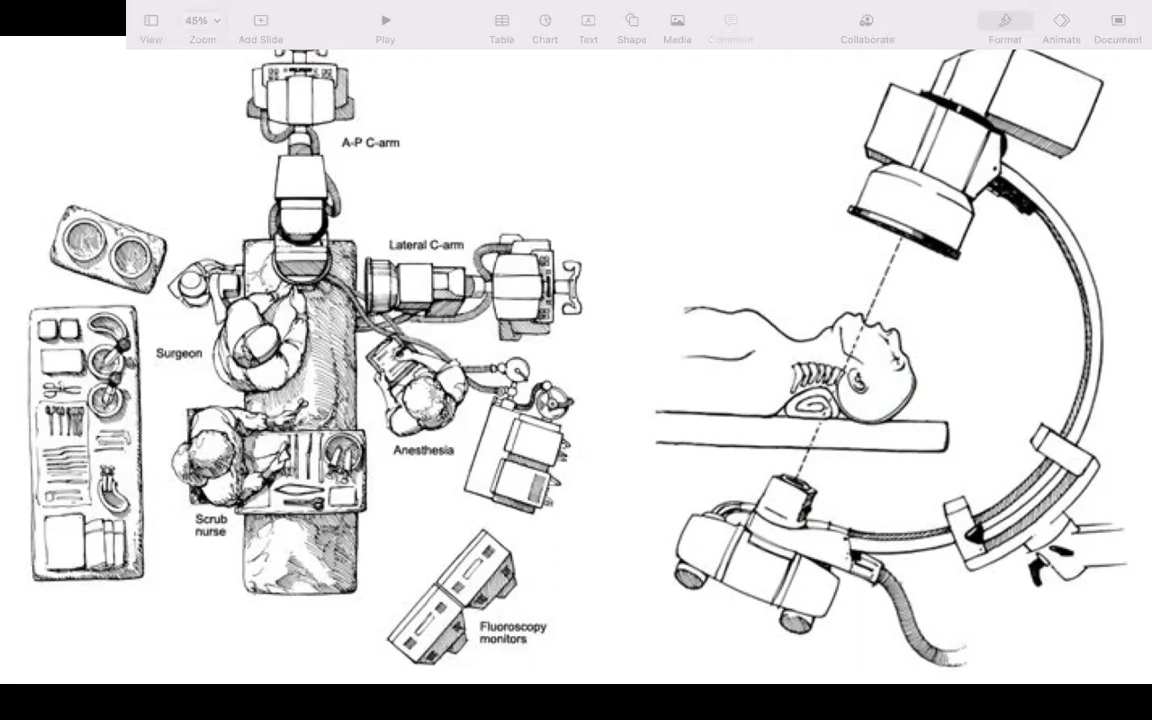 45%
View
Zoom
Add Slide
Play
Table
Chart
Text
Shape
Media
Comment
Collaborate
Format
Animate
Document
A-P C-arm
Lateral C-arm
Surgeon
Anesthesia
Scrub
nurse
Fluoroscopy
monitors